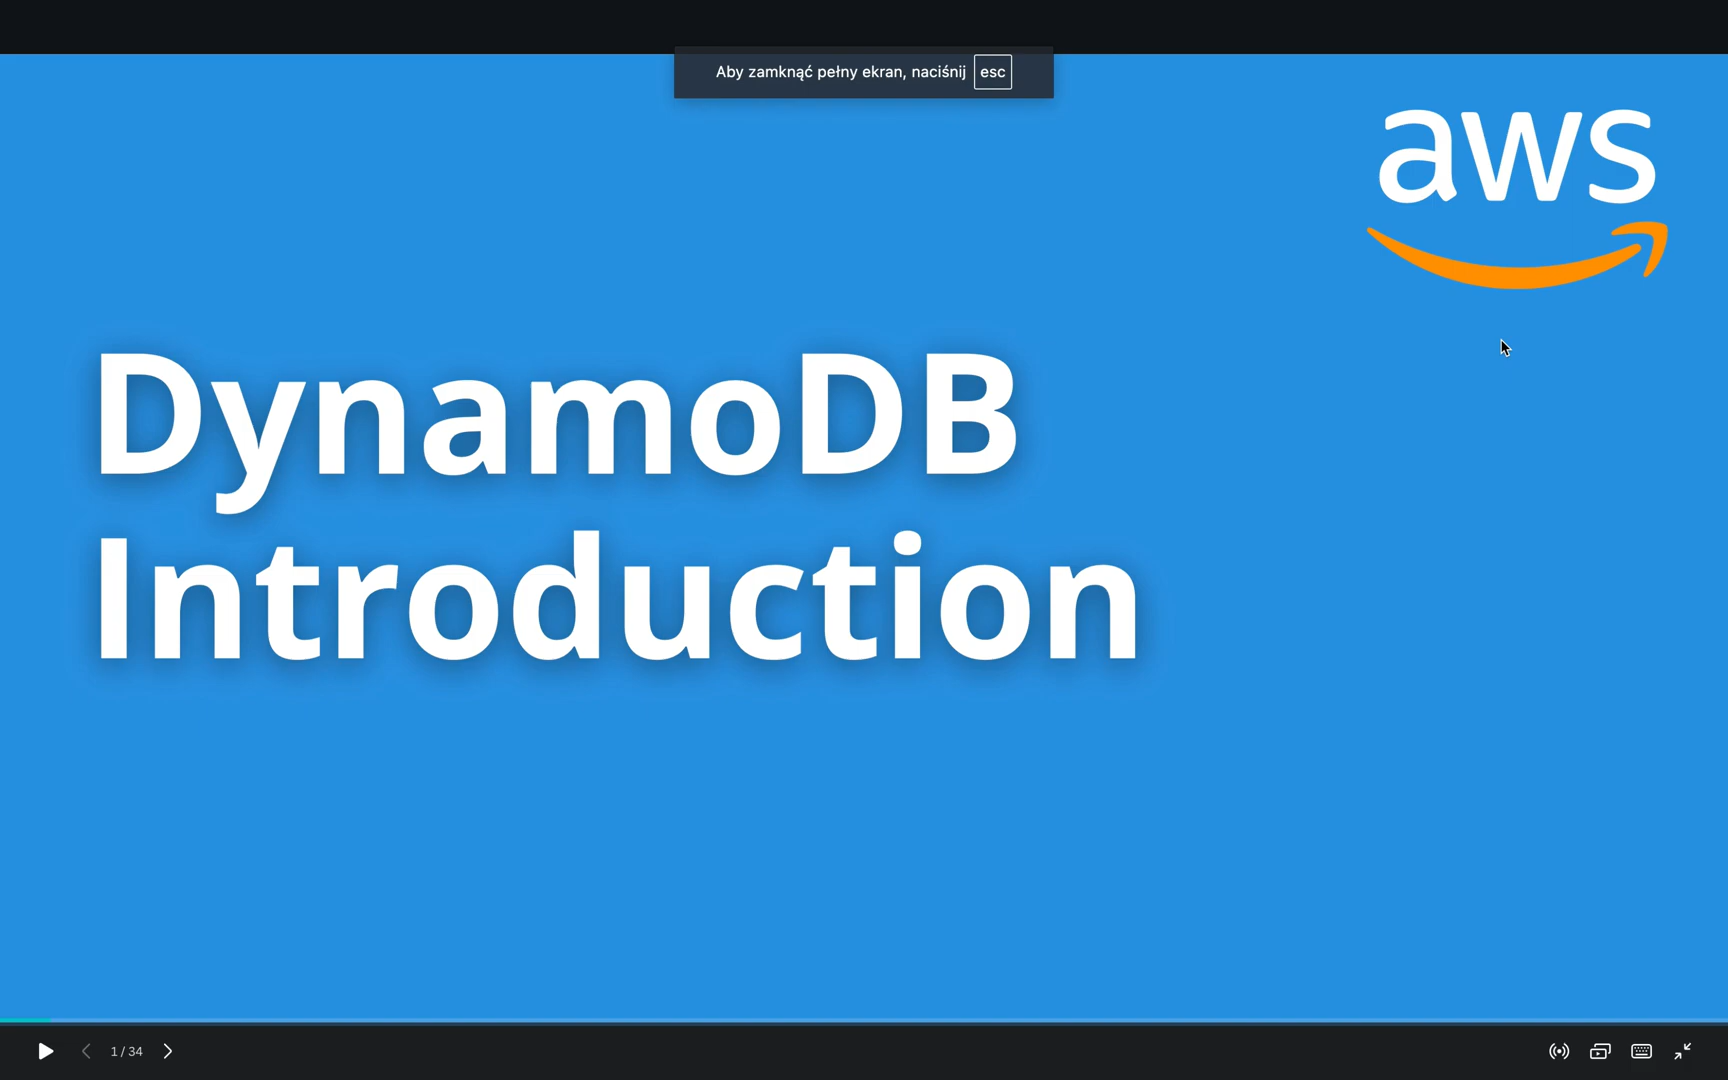 Aby zamknąć pełny ekran, naciśnij esc
aws
DynamoDB
Introduction
1 / 34